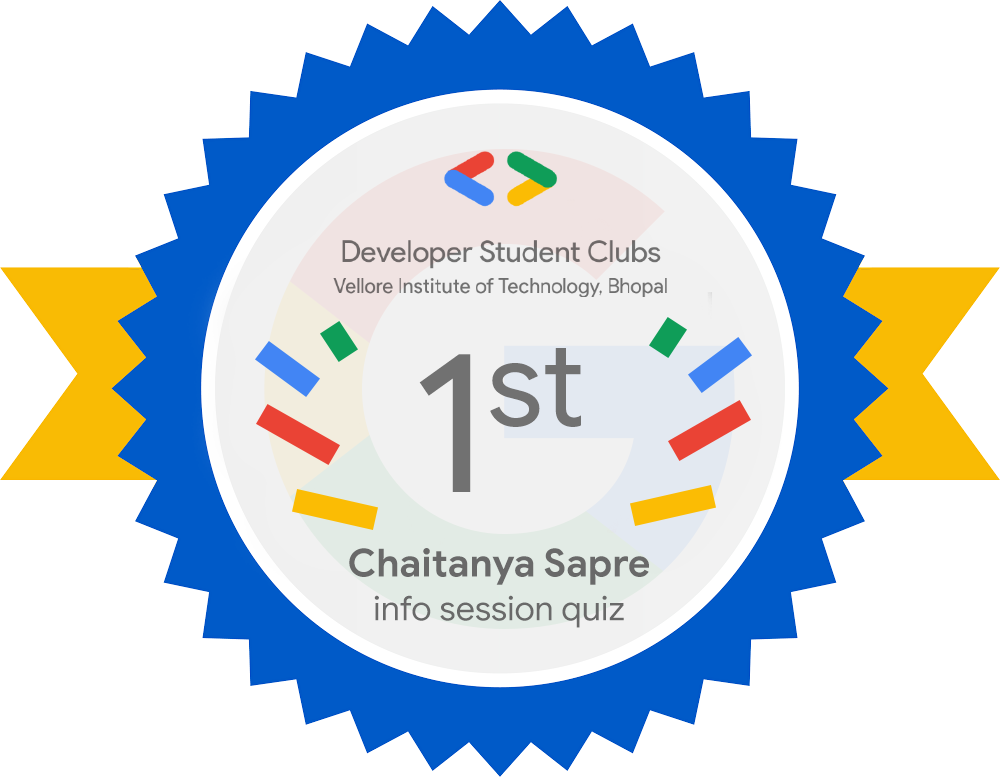 Developer Student Clubs
Vellore Institute of Technology, Bhopal
1st
Chaitanya Sapre
info session quiz